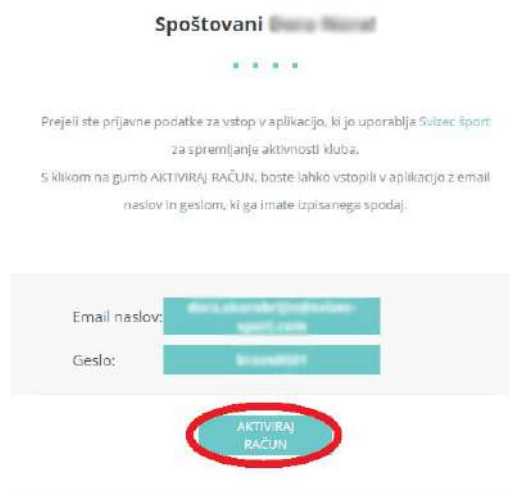 Spoštovani
Prejeli ste prijavne podatke za vstop v aplikacijo, ki jo uporablja Svizec šport
za spremljanje aktivnosti kluba.
S klikom na gumb AKTIVIRAJ RAČUN, boste lahko vstopili v aplikacijo z email
naslov in geslom, ki ga imate izpisanega spodaj.
Email naslov:
Geslo:
AKTIVIRAJ
RAČUN